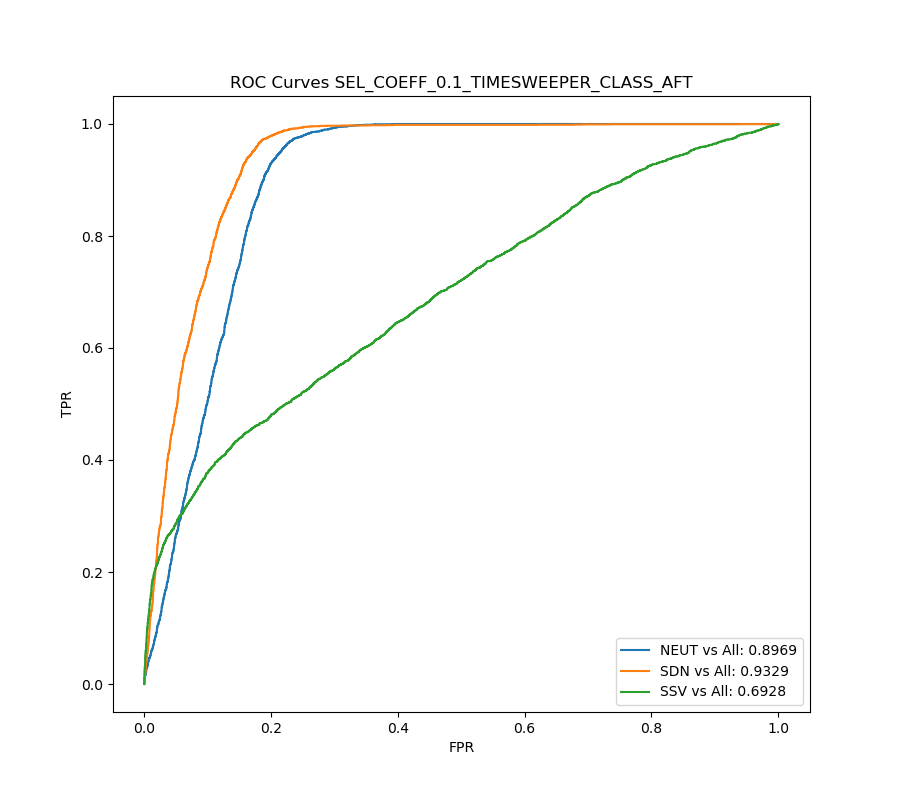 ROC Curves SEL_COEFF_0.1_TIMESWEEPER_CLASS_AFT
1.0
0.8
0.6
0.4
0.2
0.0
TPR
0.0 0.2 0.4 0.6 0.8 1.0
FPR
NEUT vs All: 0.8969
SDN vs All: 0.9329
SSV vs All: 0.6928